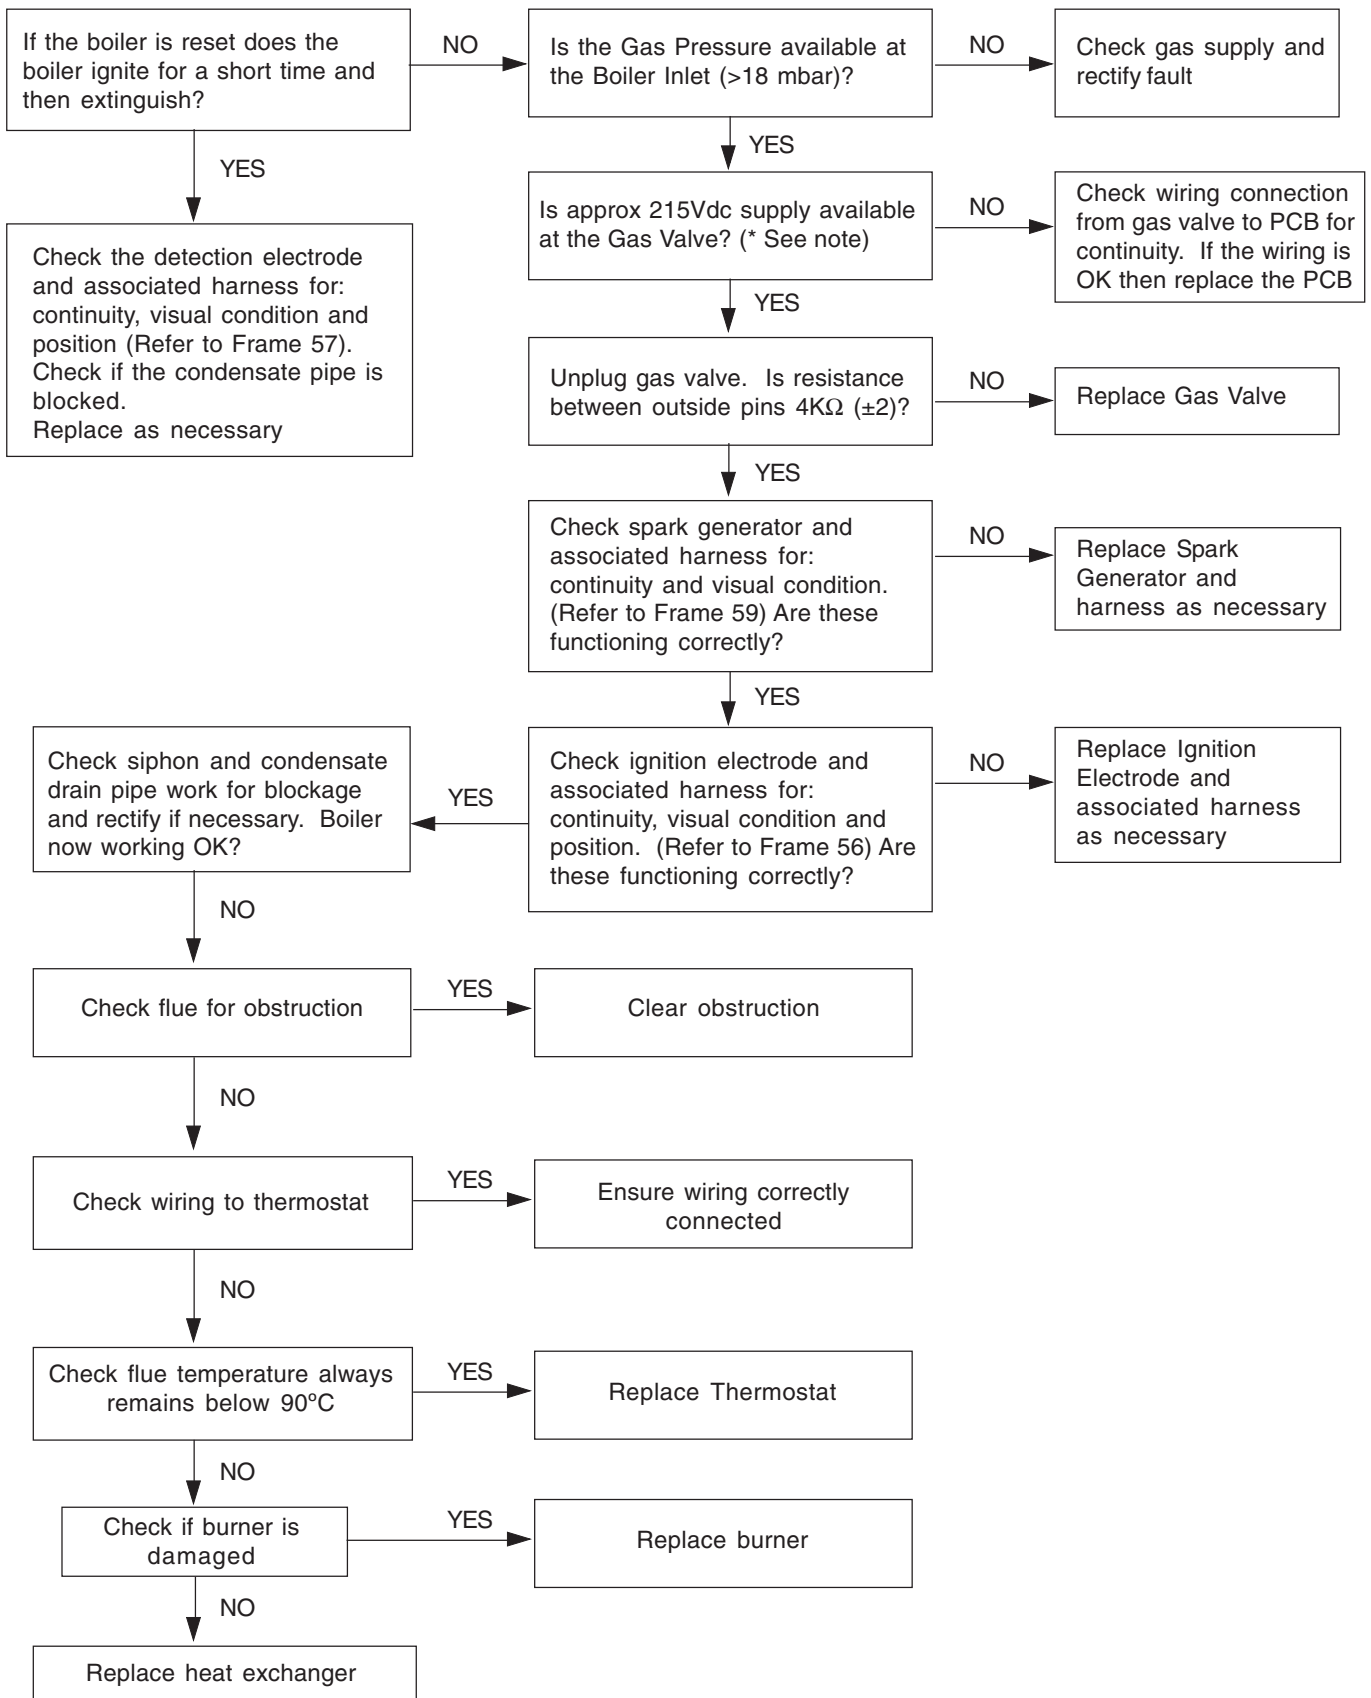 If the boiler is reset does the
boiler ignite for a short time and
then extinguish?
NO
Is the Gas Pressure available at
the Boiler Inlet (>18 mbar)?
NO
Check gas supply and
rectify fault
YES
YES
Check the detection electrode
and associated harness for:
continuity, visual condition and
position (Refer to Frame 57).
Check if the condensate pipe is
blocked.
Replace as necessary
Is approx 215Vdc supply available
at the Gas Valve? (* See note)
NO
Check wiring connection
from gas valve to PCB for
continuity. If the wiring is
OK then replace the PCB
YES
Unplug gas valve. Is resistance
between outside pins 4KΩ (±2)?
NO
Replace Gas Valve
YES
Check spark generator and
associated harness for:
continuity and visual condition.
(Refer to Frame 59) Are these
functioning correctly?
NO
Replace Spark
Generator and
harness as necessary
YES
Check ignition electrode and
associated harness for:
continuity, visual condition and
position. (Refer to Frame 56) Are
these functioning correctly?
NO
Replace Ignition
Electrode and
associated harness
as necessary
YES
Check siphon and condensate
drain pipe work for blockage
and rectify if necessary. Boiler
now working OK?
NO
Check flue for obstruction
YES
Clear obstruction
NO
Check wiring to thermostat
YES
Ensure wiring correctly
connected
NO
Check flue temperature always
remains below 90ºC
YES
Replace Thermostat
NO
Check if burner is
damaged
YES
Replace burner
NO
Replace heat exchanger